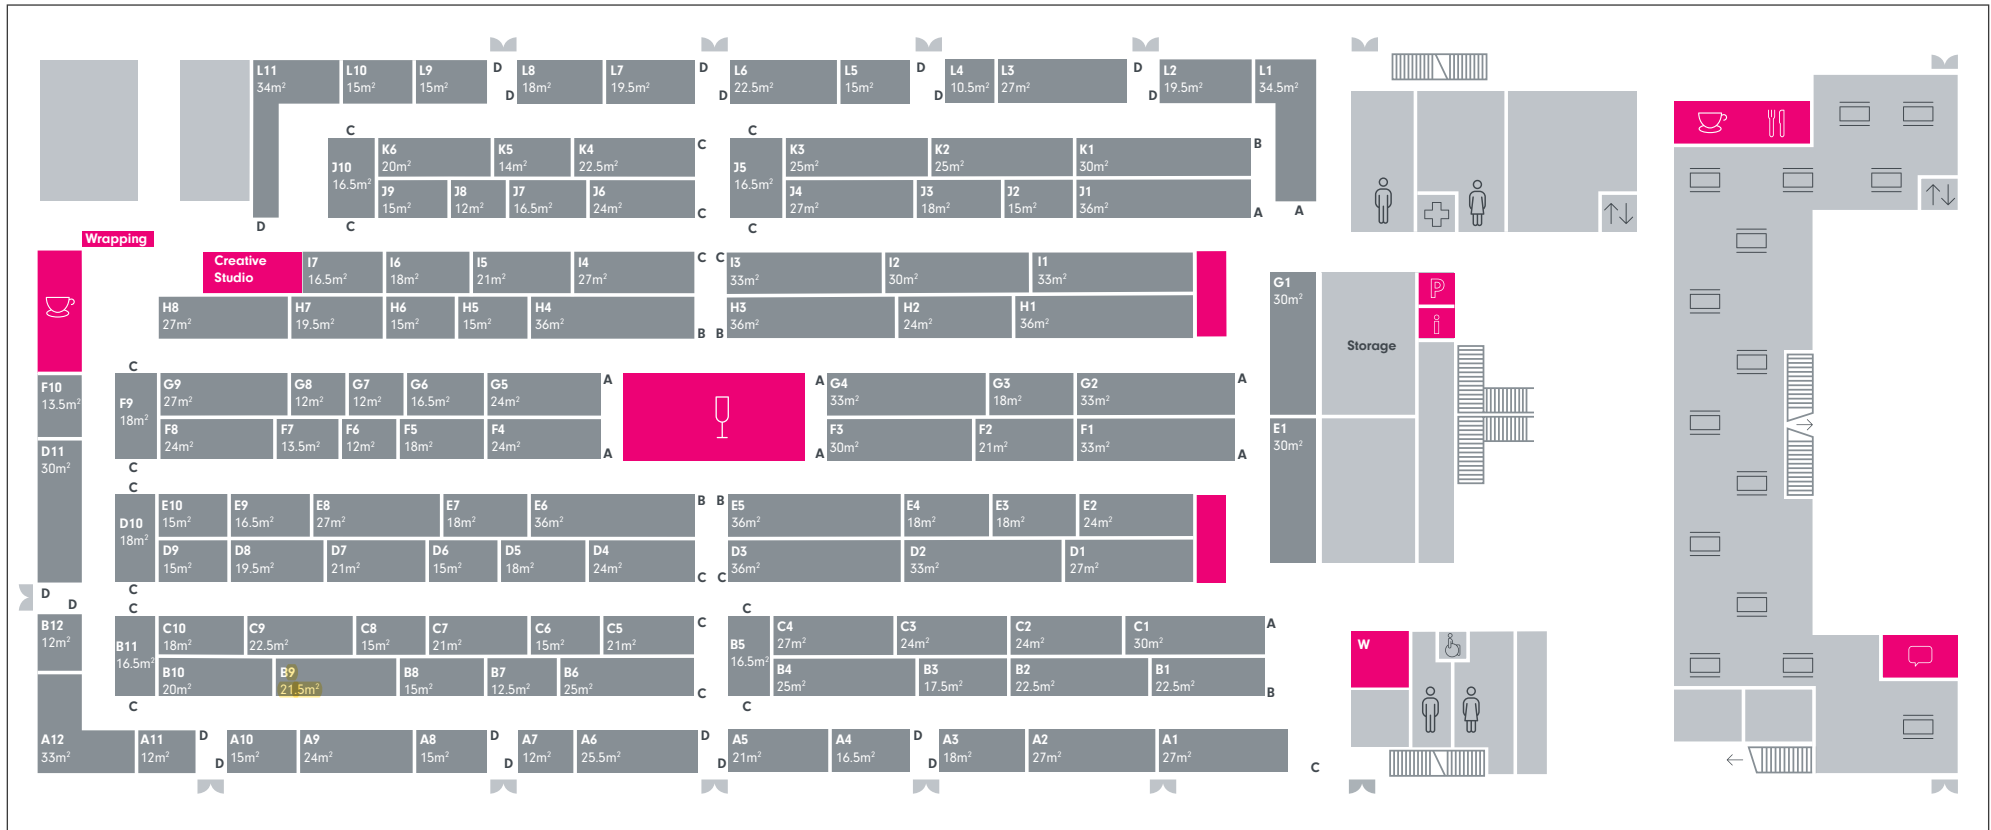 L11
34m²
L10
15m²
L9
15m²
D
D
L8
18m²
L7
19.5m²
D
D
L6
22.5m²
L5
15m²
D
D
L4
10.5m²
L3
27m²
D
D
L2
19.5m²
L1
34.5m²
C
J10
16.5m²
K6
20m²
K5
14m²
K4
22.5m²
C
C
J5
16.5m²
K3
25m²
K2
25m²
K1
30m²
B
J9
15m²
J8
12m²
J7
16.5m²
J6
24m²
C
J4
27m²
J3
18m²
J2
15m²
J1
36m²
A
A
D
C
C
Wrapping
Creative
Studio
I7
16.5m²
I6
18m²
I5
21m²
I4
27m²
C
C
I3
33m²
I2
30m²
I1
33m²
H8
27m²
H7
19.5m²
H6
15m²
H5
15m²
H4
36m²
B
B
H3
36m²
H2
24m²
H1
36m²
G1
30m²
P
i
Storage
F10
13.5m²
C
F9
18m²
G9
27m²
G8
12m²
G7
12m²
G6
16.5m²
G5
24m²
A
A
G4
33m²
G3
18m²
G2
33m²
A
F8
24m²
F7
13.5m²
F6
12m²
F5
18m²
F4
24m²
A
A
F3
30m²
F2
21m²
F1
33m²
A
E1
30m²
D11
30m²
C
C
D10
18m²
E10
15m²
E9
16.5m²
E8
27m²
E7
18m²
E6
36m²
B
B
E5
36m²
E4
18m²
E3
18m²
E2
24m²
D9
15m²
D8
19.5m²
D7
21m²
D6
15m²
D5
18m²
D4
24m²
C
C
D3
36m²
D2
33m²
D1
27m²
D
D
C
C
B12
12m²
B11
16.5m²
C10
18m²
C9
22.5m²
C8
15m²
C7
21m²
C6
15m²
C5
21m²
C
C
B5
16.5m²
C4
27m²
C3
24m²
C2
24m²
C1
30m²
A
B10
20m²
B9
21.5m²
B8
15m²
B7
12.5m²
B6
25m²
C
B4
25m²
B3
17.5m²
B2
22.5m²
B1
22.5m²
B
W
C
C
A12
33m²
A11
12m²
D
D
A10
15m²
A9
24m²
A8
15m²
D
D
A7
12m²
A6
25.5m²
D
D
A5
21m²
A4
16.5m²
D
D
A3
18m²
A2
27m²
A1
27m²
C